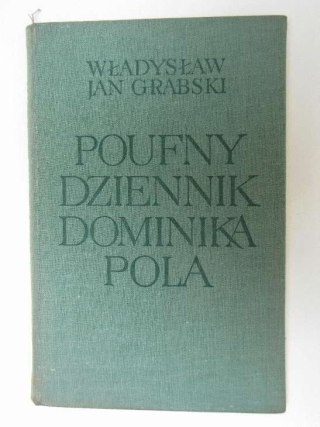 WŁADYSŁAW
JAN GRABSKI
POUFNY
DZIENNIK
DOMINIKA
POLA